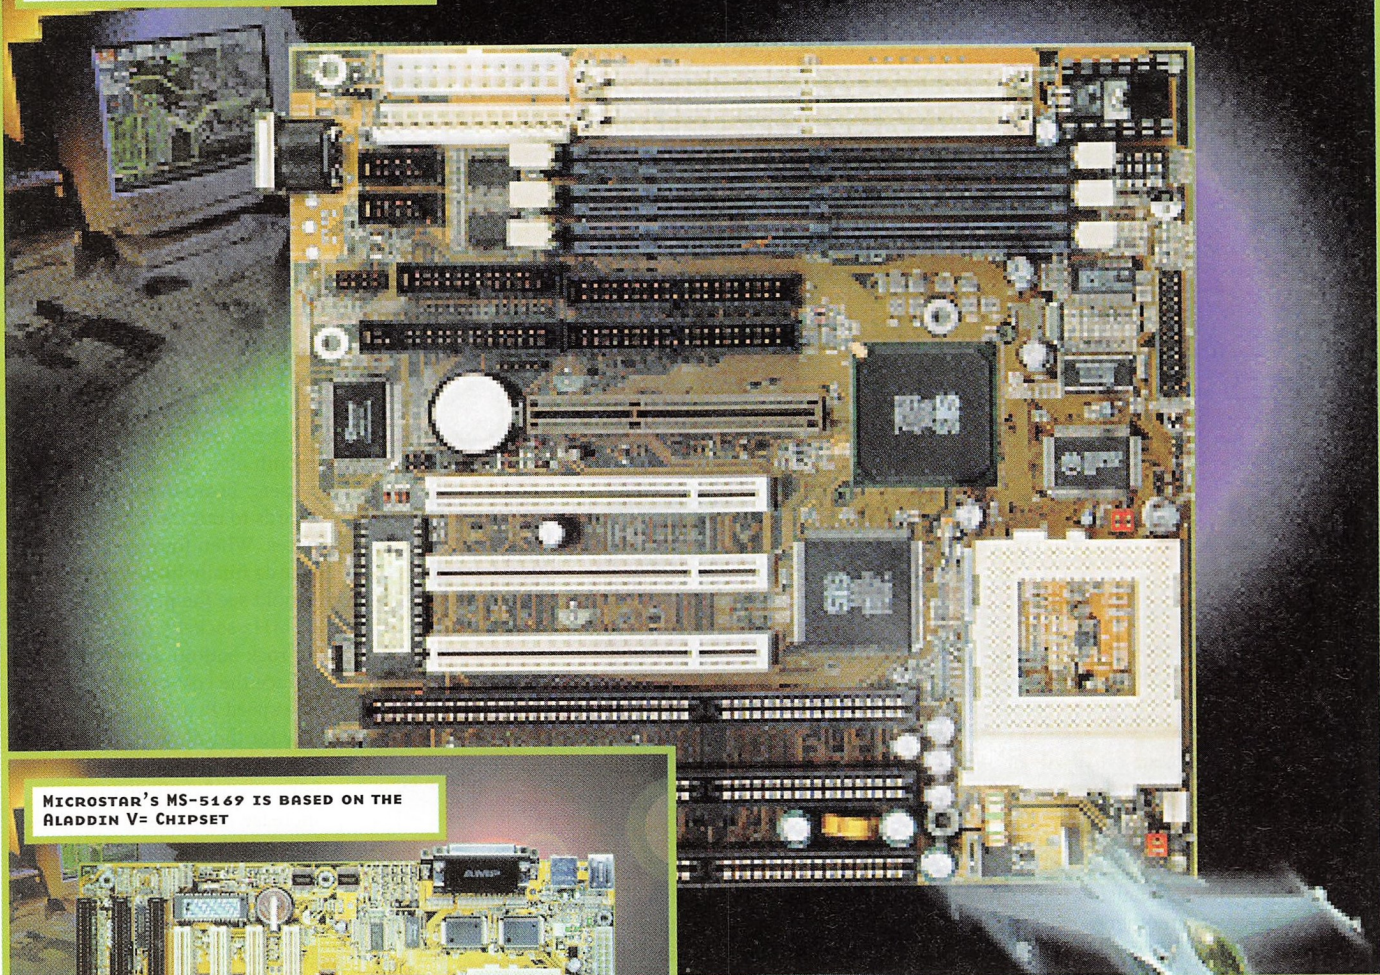 Microstar's MS-5169 is based on the
Aladdin V= Chipset
AMP